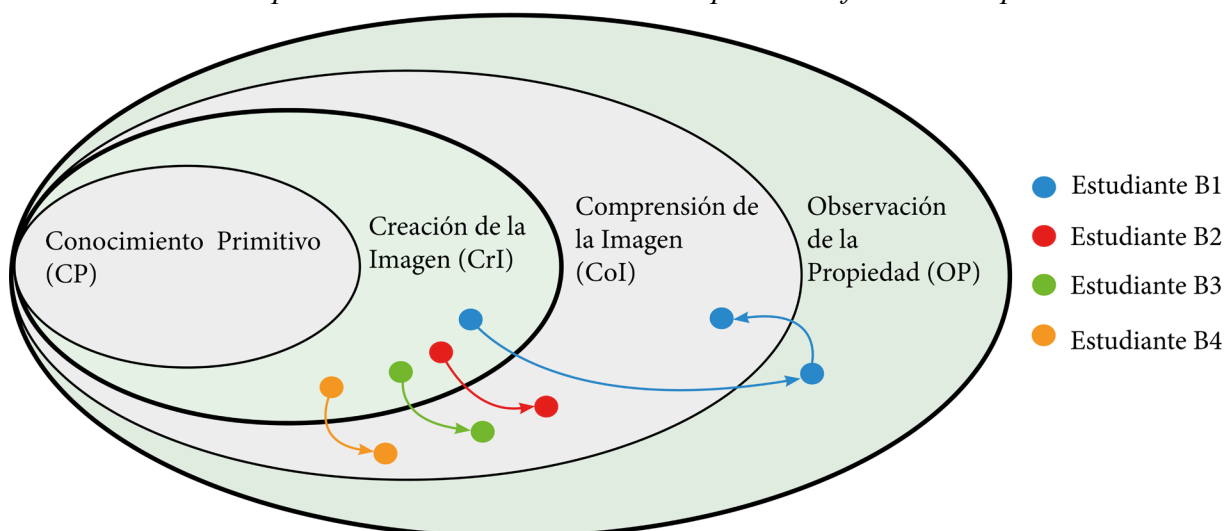 Conocimiento Primitivo
(CP)
Creación de la
Imagen (CrI)
Comprensión de
la Imagen
(CoI)
Observación
de la
Propiedad (OP)
Estudiante B1
Estudiante B2
Estudiante B3
Estudiante B4